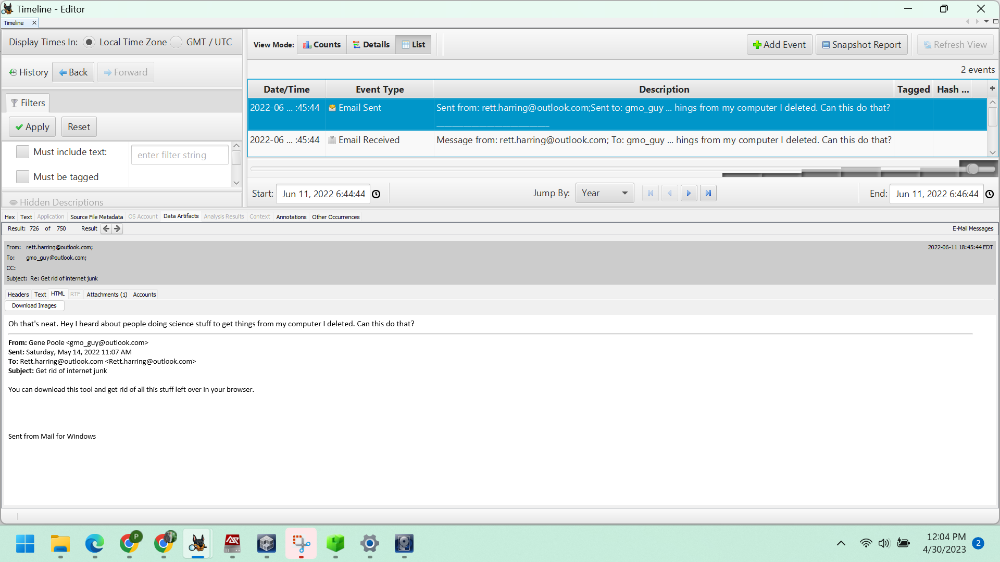 Timeline - Editor
Timeline
Display Times In: Local Time Zone GMT / UTC
View Mode: Counts Details List
Add Event Snapshot Report Refresh View
History Back Forward
2 events
Date/Time Event Type Description Tagged Hash ...
Filters
2022-06 ... :45:44 Email Sent Sent from: rett.harring@outlook.com;Sent to: gmo_guy ... hings from my computer I deleted. Can this do that?
________________________________
Apply Reset
2022-06 ... :45:44 Email Received Message from: rett.harring@outlook.com; To: gmo_guy ... hings from my computer I deleted. Can this do that?
Must include text: enter filter string
Must be tagged
Start: Jun 11, 2022 6:44:44 Jump By: Year End: Jun 11, 2022 6:46:44
Hidden Descriptions
Hex Text Application Source File Metadata OS Account Data Artifacts Analysis Results Context Annotations Other Occurrences
Result: 726 of 750 Result E-Mail Messages
From: rett.harring@outlook.com; 2022-06-11 18:45:44 EDT
To: gmo_guy@outlook.com;
CC:
Subject: Re: Get rid of internet junk
Headers Text HTML RTF Attachments (1) Accounts
Download Images
Oh that's neat. Hey I heard about people doing science stuff to get things from my computer I deleted. Can this do that?
From: Gene Poole <gmo_guy@outlook.com>
Sent: Saturday, May 14, 2022 11:07 AM
To: Rett.harring@outlook.com <Rett.harring@outlook.com>
Subject: Get rid of internet junk
You can download this tool and get rid of all this stuff left over in your browser.
Sent from Mail for Windows
P
12:04 PM
4/30/2023
2